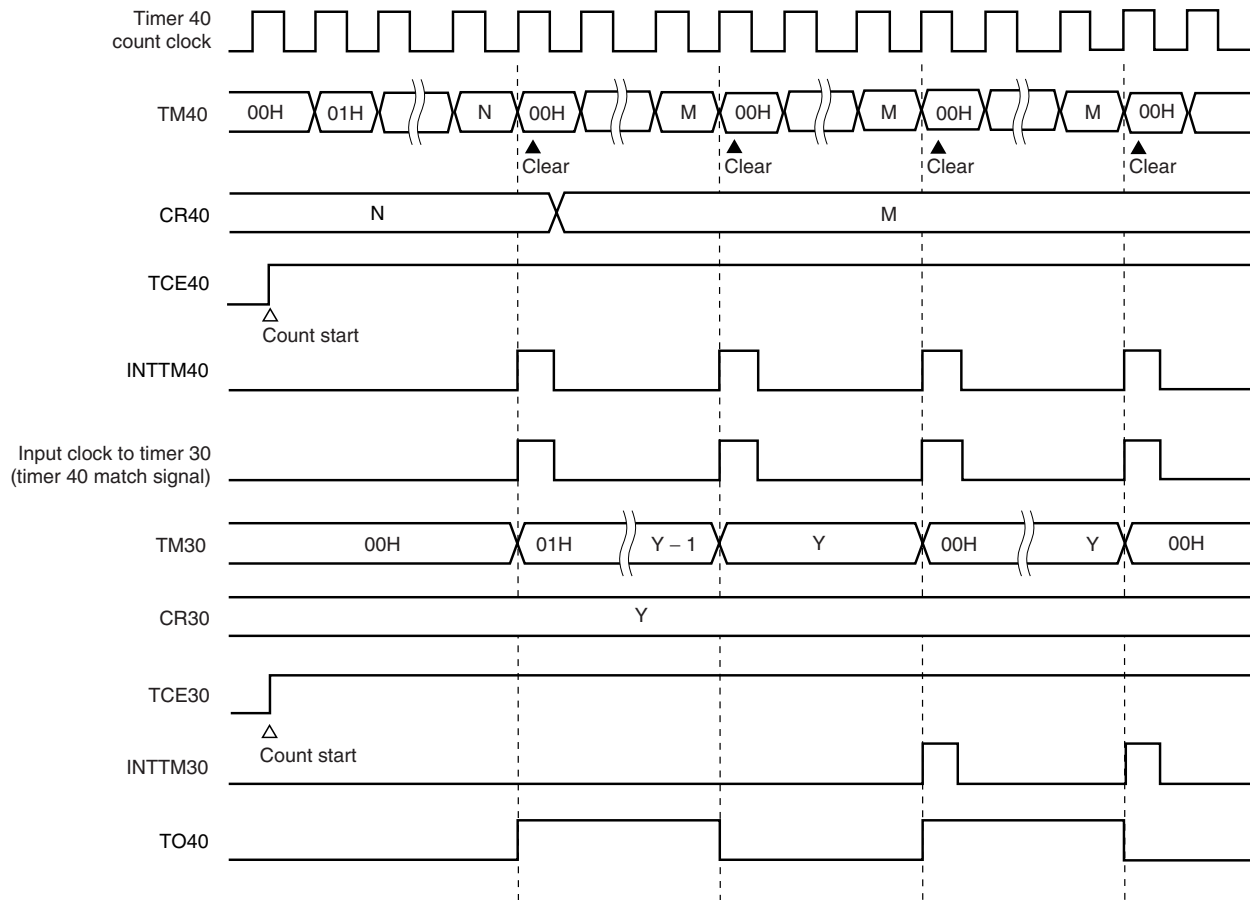 Timer 40
count clock
TM40
00H 01H N 00H M 00H M 00H M 00H
Clear Clear Clear Clear
CR40
N M
TCE40
Count start
INTTM40
Input clock to timer 30
(timer 40 match signal)
TM30
00H 01H Y – 1 Y 00H Y 00H
CR30
Y
TCE30
Count start
INTTM30
TO40